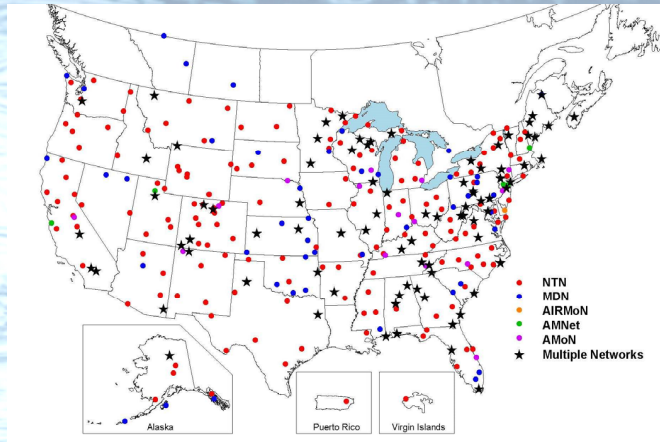 NTN
MDN
AIRMoN
AMNet
AMoN
Multiple Networks
Alaska
Puerto Rico
Virgin Islands